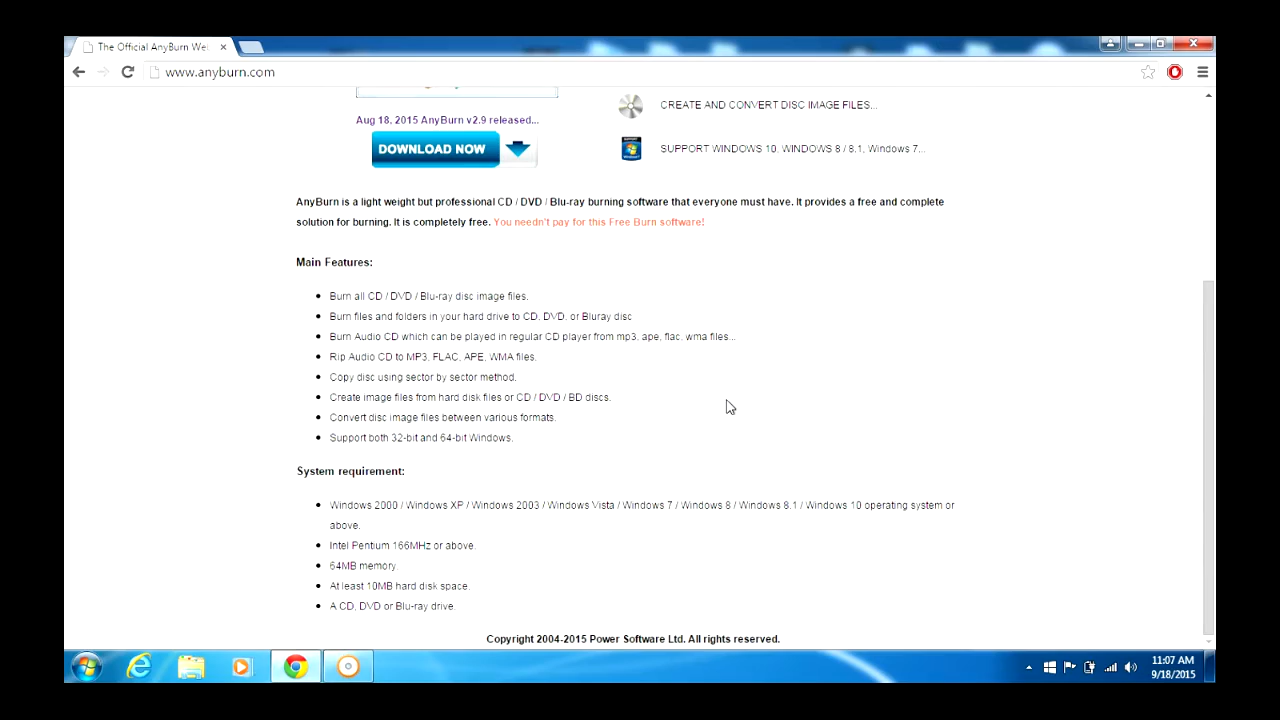 The Official AnyBurn We
www.anyburn.com
CREATE AND CONVERT DISC IMAGE FILES...
Aug 18, 2015 AnyBurn v2.9 released...
DOWNLOAD NOW
SUPPORT WINDOWS 10, WINDOWS 8 / 8.1, Windows 7,..
AnyBurn is a light weight but professional CD / DVD / Blu-ray burning software that everyone must have. It provides a free and complete
solution for burning. It is completely free. You needn't pay for this Free Burn software!
Main Features:
• Burn all CD / DVD / Blu-ray disc image files.
• Burn files and folders in your hard drive to CD, DVD, or Bluray disc
• Burn Audio CD which can be played in regular CD player from mp3, ape, flac, wma files...
• Rip Audio CD to MP3, FLAC, APE, WMA files.
• Copy disc using sector by sector method.
• Create image files from hard disk files or CD / DVD / BD discs.
• Convert disc image files between various formats.
• Support both 32-bit and 64-bit Windows.
System requirement:
• Windows 2000 / Windows XP / Windows 2003 / Windows Vista / Windows 7 / Windows 8 / Windows 8.1 / Windows 10 operating system or
above.
• Intel Pentium 166MHz or above.
• 64MB memory.
• At least 10MB hard disk space.
• A CD, DVD or Blu-ray drive.
Copyright 2004-2015 Power Software Ltd. All rights reserved.
11:07 AM
9/18/2015